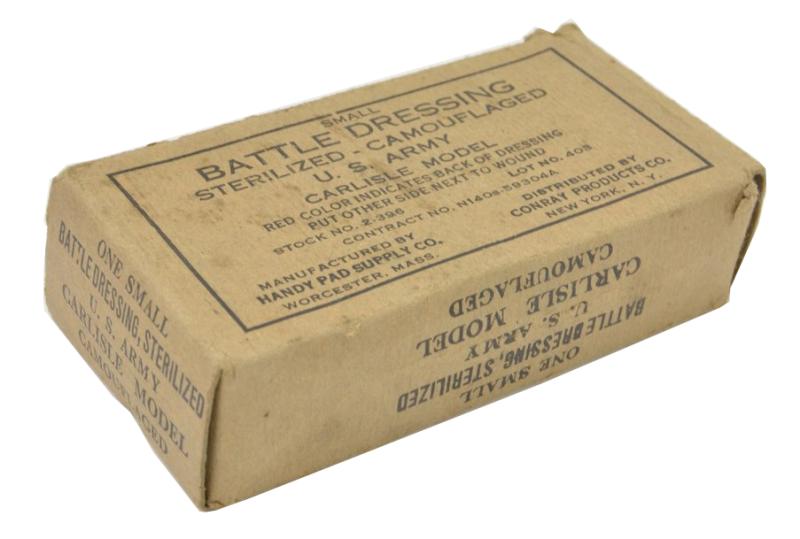 SMALL
BATTLE DRESSING
STERILIZED - CAMOUFLAGED
U. S. ARMY
CARLISLE MODEL
RED COLOR INDICATES BACK OF DRESSING
PUT OTHER SIDE NEXT TO WOUND
STOCK NO. 2-396 LOT NO. 408
CONTRACT NO. N140s-59304A
MANUFACTURED BY
HANDY PAD SUPPLY CO.
WORCESTER, MASS.
DISTRIBUTED BY
CONRAY PRODUCTS CO.
NEW YORK, N. Y.
ONE SMALL
BATTLE DRESSING, STERILIZED
U. S. ARMY
CARLISLE MODEL
CAMOUFLAGED
ONE SMALL
BATTLE DRESSING, STERILIZED
U. S. ARMY
CARLISLE MODEL
CAMOUFLAGED